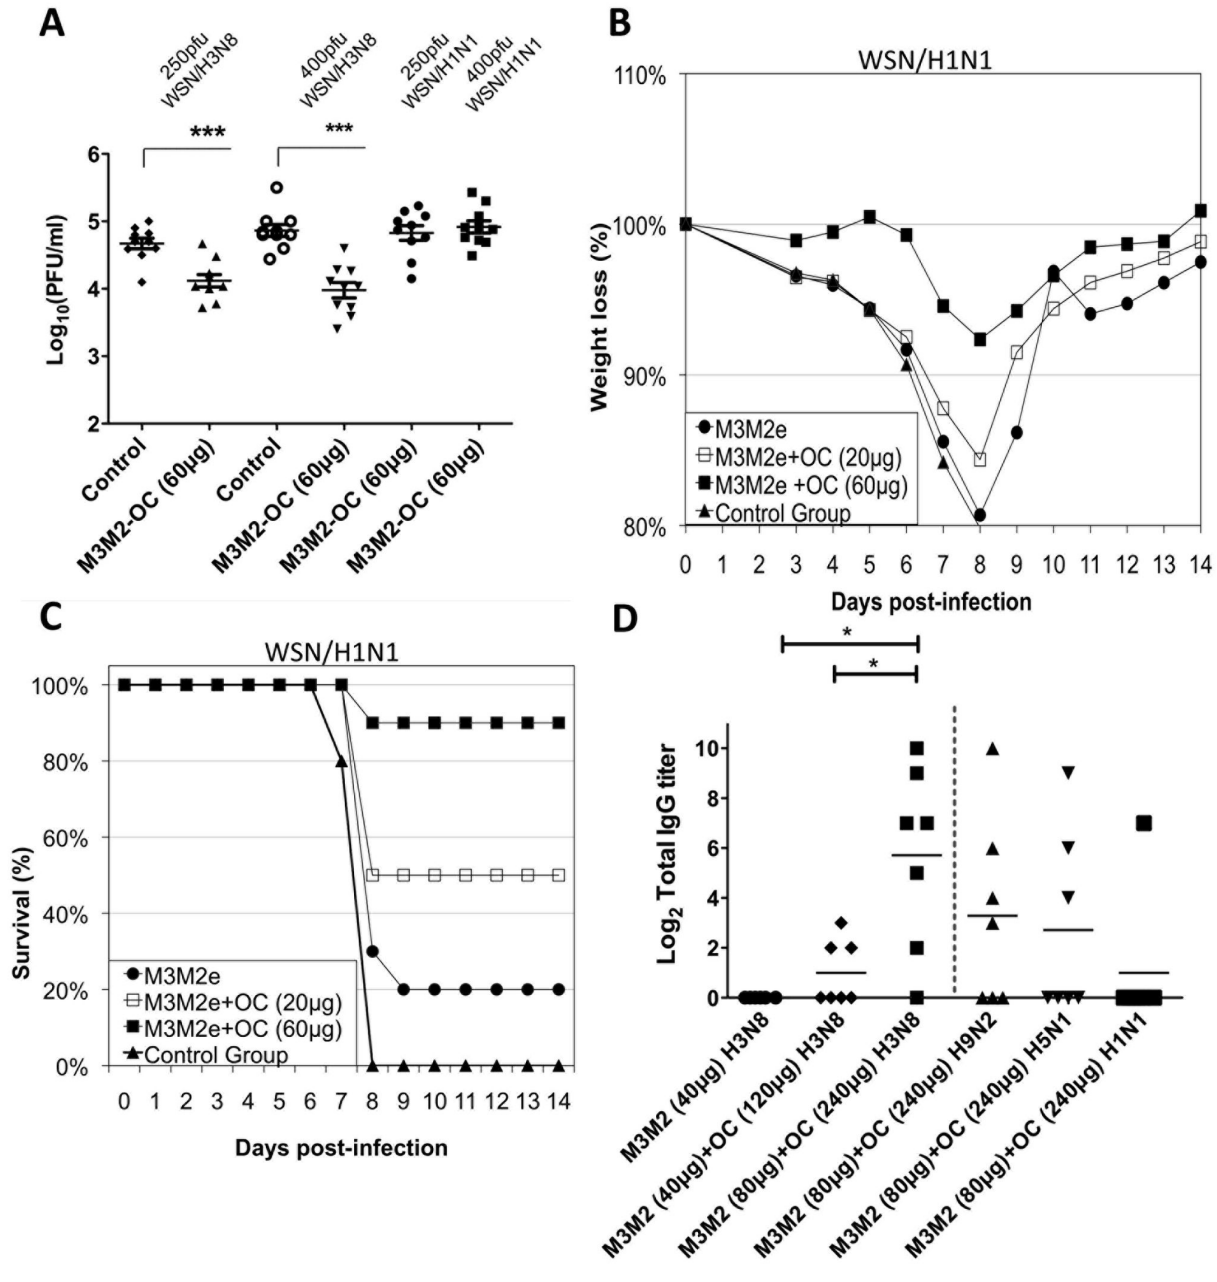 A
250pfu
WSN/H3N8
400pfu
WSN/H3N8
250pfu
WSN/H1N1
400pfu
WSN/H1N1
***
***
6
5
4
3
2
Log10(PFU/ml)
Control
M3M2-OC (60µg)
Control
M3M2-OC (60µg)
M3M2-OC (60µg)
M3M2-OC (60µg)
B
WSN/H1N1
110%
100%
90%
80%
Weight loss (%)
M3M2e
M3M2e+OC (20µg)
M3M2e +OC (60µg)
Control Group
0 1 2 3 4 5 6 7 8 9 10 11 12 13 14
Days post-infection
C
WSN/H1N1
100%
80%
60%
40%
20%
0%
Survival (%)
M3M2e
M3M2e+OC (20µg)
M3M2e+OC (60µg)
Control Group
0 1 2 3 4 5 6 7 8 9 10 11 12 13 14
Days post-infection
D
*
*
10
8
6
4
2
0
Log2 Total IgG titer
M3M2 (40µg) H3N8
M3M2 (40µg)+OC (120µg) H3N8
M3M2 (80µg)+OC (240µg) H3N8
M3M2 (80µg)+OC (240µg) H9N2
M3M2 (80µg)+OC (240µg) H5N1
M3M2 (80µg)+OC (240µg) H1N1